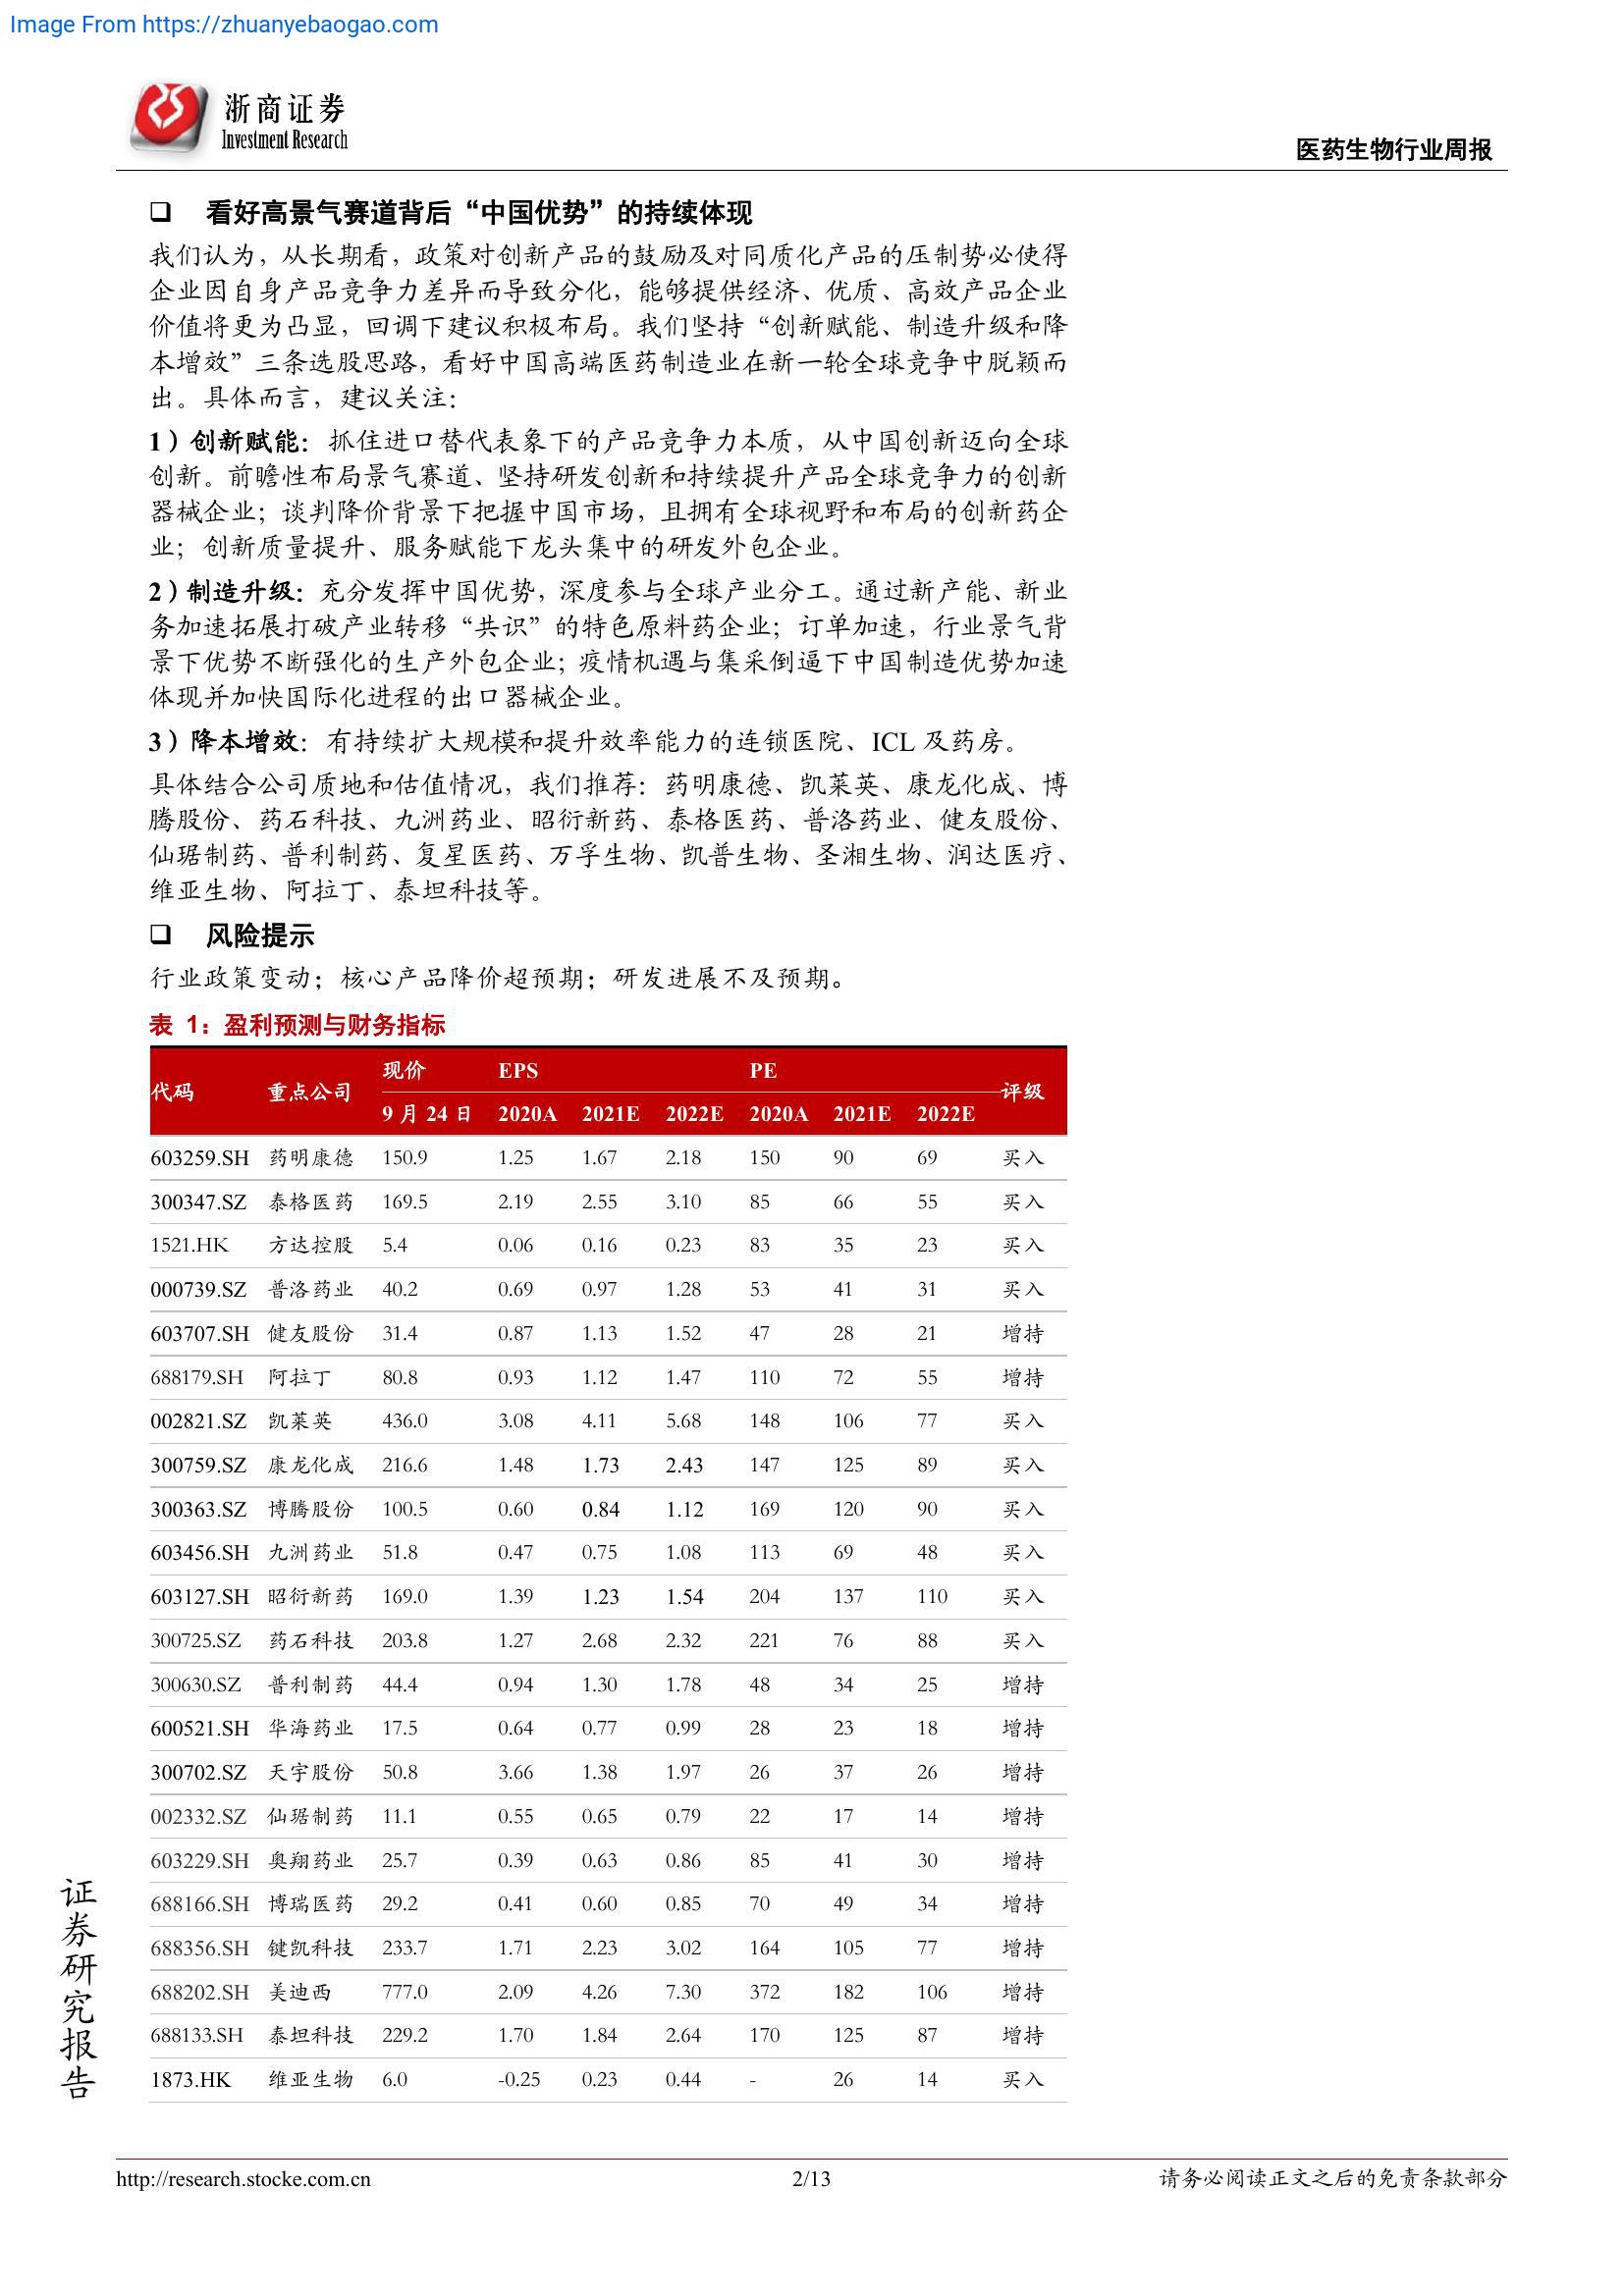 Image From https://zhuanyebaogao.com
浙商证券
Investment Research
医药生物行业周报
❑ 看好高景气赛道背后“中国优势”的持续体现
我们认为，从长期看，政策对创新产品的鼓励及对同质化产品的压制势必使得
企业因自身产品竞争力差异而导致分化，能够提供经济、优质、高效产品企业
价值将更为凸显，回调下建议积极布局。我们坚持“创新赋能、制造升级和降
本增效”三条选股思路，看好中国高端医药制造业在新一轮全球竞争中脱颖而
出。具体而言，建议关注：
1）创新赋能：抓住进口替代表象下的产品竞争力本质，从中国创新迈向全球
创新。前瞻性布局景气赛道、坚持研发创新和持续提升产品全球竞争力的创新
器械企业；谈判降价背景下把握中国市场，且拥有全球视野和布局的创新药企
业；创新质量提升、服务赋能下龙头集中的研发外包企业。
2）制造升级：充分发挥中国优势，深度参与全球产业分工。通过新产能、新业
务加速拓展打破产业转移“共识”的特色原料药企业；订单加速，行业景气背
景下优势不断强化的生产外包企业；疫情机遇与集采倒逼下中国制造优势加速
体现并加快国际化进程的出口器械企业。
3）降本增效：有持续扩大规模和提升效率能力的连锁医院、ICL 及药房。
具体结合公司质地和估值情况，我们推荐：药明康德、凯莱英、康龙化成、博
腾股份、药石科技、九洲药业、昭衍新药、泰格医药、普洛药业、健友股份、
仙琚制药、普利制药、复星医药、万孚生物、凯普生物、圣湘生物、润达医疗、
维亚生物、阿拉丁、泰坦科技等。
❑ 风险提示
行业政策变动；核心产品降价超预期；研发进展不及预期。
表 1：盈利预测与财务指标
代码 重点公司 现价 EPS PE 评级
9 月 24 日 2020A 2021E 2022E 2020A 2021E 2022E
603259.SH 药明康德 150.9 1.25 1.67 2.18 150 90 69 买入
300347.SZ 泰格医药 169.5 2.19 2.55 3.10 85 66 55 买入
1521.HK 方达控股 5.4 0.06 0.16 0.23 83 35 23 买入
000739.SZ 普洛药业 40.2 0.69 0.97 1.28 53 41 31 买入
603707.SH 健友股份 31.4 0.87 1.13 1.52 47 28 21 增持
688179.SH 阿拉丁 80.8 0.93 1.12 1.47 110 72 55 增持
002821.SZ 凯莱英 436.0 3.08 4.11 5.68 148 106 77 买入
300759.SZ 康龙化成 216.6 1.48 1.73 2.43 147 125 89 买入
300363.SZ 博腾股份 100.5 0.60 0.84 1.12 169 120 90 买入
603456.SH 九洲药业 51.8 0.47 0.75 1.08 113 69 48 买入
603127.SH 昭衍新药 169.0 1.39 1.23 1.54 204 137 110 买入
300725.SZ 药石科技 203.8 1.27 2.68 2.32 221 76 88 买入
300630.SZ 普利制药 44.4 0.94 1.30 1.78 48 34 25 增持
600521.SH 华海药业 17.5 0.64 0.77 0.99 28 23 18 增持
300702.SZ 天宇股份 50.8 3.66 1.38 1.97 26 37 26 增持
002332.SZ 仙琚制药 11.1 0.55 0.65 0.79 22 17 14 增持
603229.SH 奥翔药业 25.7 0.39 0.63 0.86 85 41 30 增持
688166.SH 博瑞医药 29.2 0.41 0.60 0.85 70 49 34 增持
688356.SH 键凯科技 233.7 1.71 2.23 3.02 164 105 77 增持
688202.SH 美迪西 777.0 2.09 4.26 7.30 372 182 106 增持
688133.SH 泰坦科技 229.2 1.70 1.84 2.64 170 125 87 增持
1873.HK 维亚生物 6.0 -0.25 0.23 0.44 - 26 14 买入
证券研究报告
http://research.stocke.com.cn
2/13
请务必阅读正文之后的免责条款部分